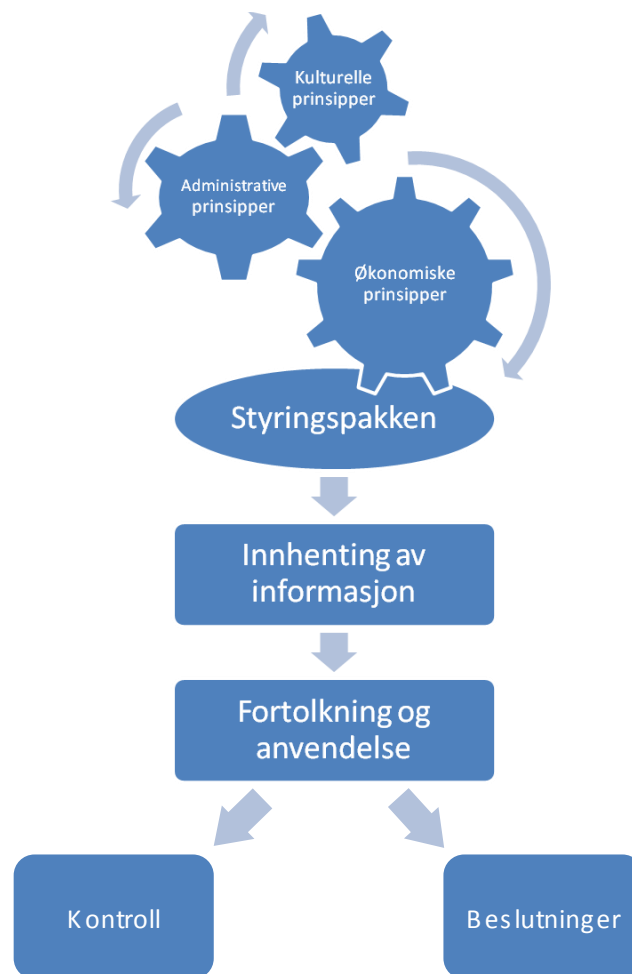 Kulturelle
prinsipper
Administrative
prinsipper
Økonomiske
prinsipper
Styringspakken
Innhenting av
informasjon
Fortolkning og
anvendelse
Kontroll
Beslutninger